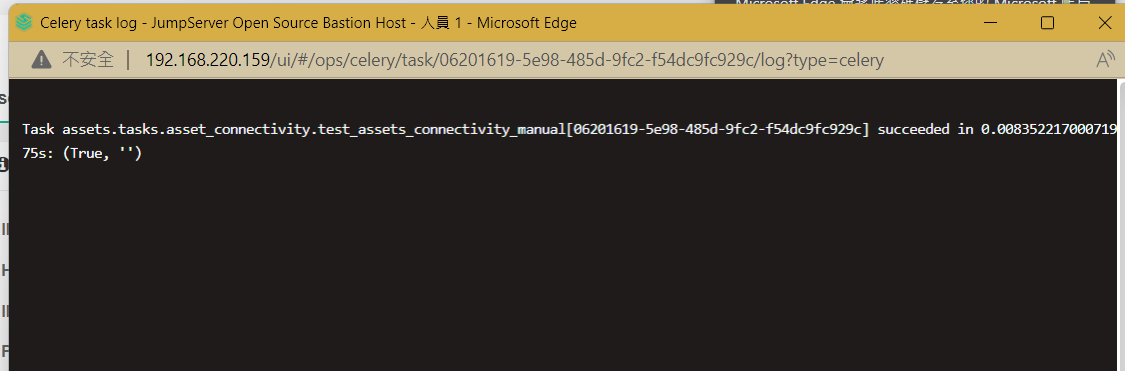 Celery task log - JumpServer Open Source Bastion Host - 人員 1 - Microsoft Edge
不安全 | 192.168.220.159/ui/#/ops/celery/task/06201619-5e98-485d-9fc2-f54dc9fc929c/log?type=celery
Task assets.tasks.asset_connectivity.test_assets_connectivity_manual[06201619-5e98-485d-9fc2-f54dc9fc929c] succeeded in 0.008352217000719
75s: (True, '')